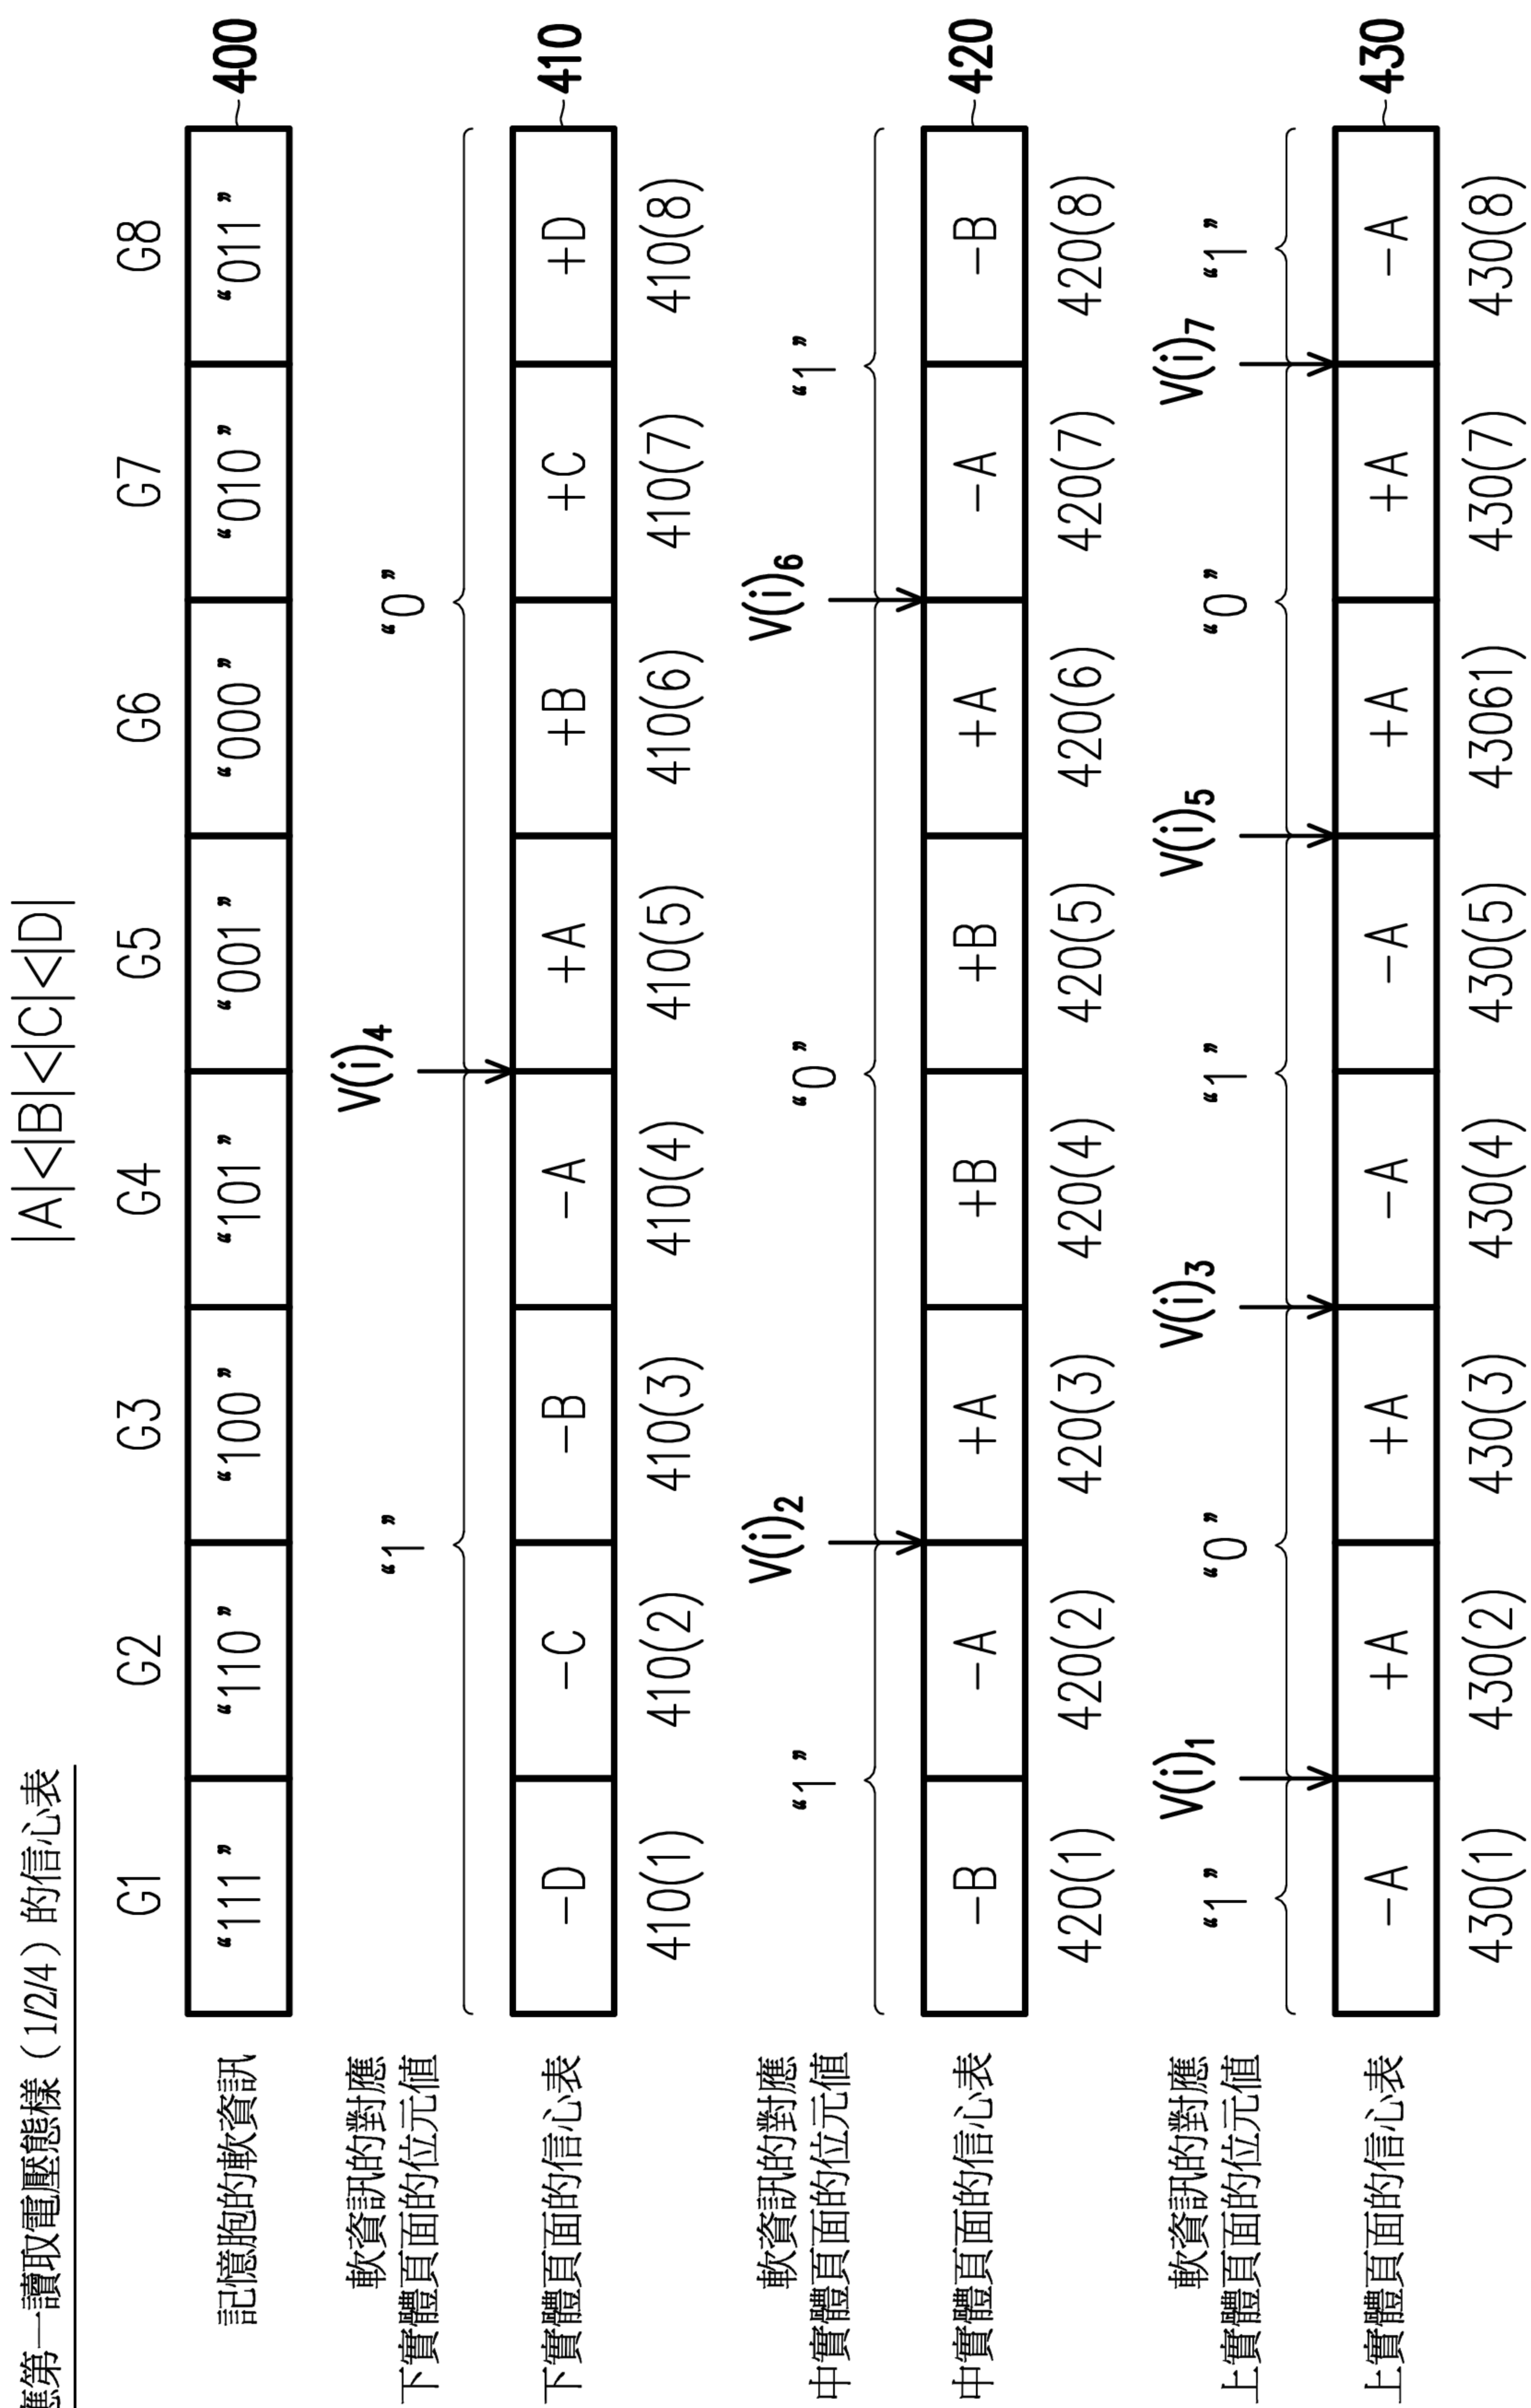 應第一讀取電壓態樣（1/2/4）的信心表
|A|<|B|<|C|<|D|
G1 G2 G3 G4 G5 G6 G7 G8
記憶胞的軟資訊 “111” “110” “100” “101” “001” “000” “010” “011” 400
軟資訊的對應
下實體頁面的位元值
“1” V(i)4 “0”
下實體頁面的信心表 −D −C −B −A +A +B +C +D 410
410(1) 410(2) 410(3) 410(4) 410(5) 410(6) 410(7) 410(8)
軟資訊的對應
中實體頁面的位元值
“1” V(i)2 “0” V(i)6 “1”
中實體頁面的信心表 −B −A +A +B +B +A −A −B 420
420(1) 420(2) 420(3) 420(4) 420(5) 420(6) 420(7) 420(8)
軟資訊的對應
上實體頁面的位元值
“1” V(i)1 “0” V(i)3 “1” V(i)5 “0” V(i)7 “1”
上實體頁面的信心表 −A +A +A −A −A +A +A −A 430
430(1) 430(2) 430(3) 430(4) 430(5) 43061) 430(7) 430(8)